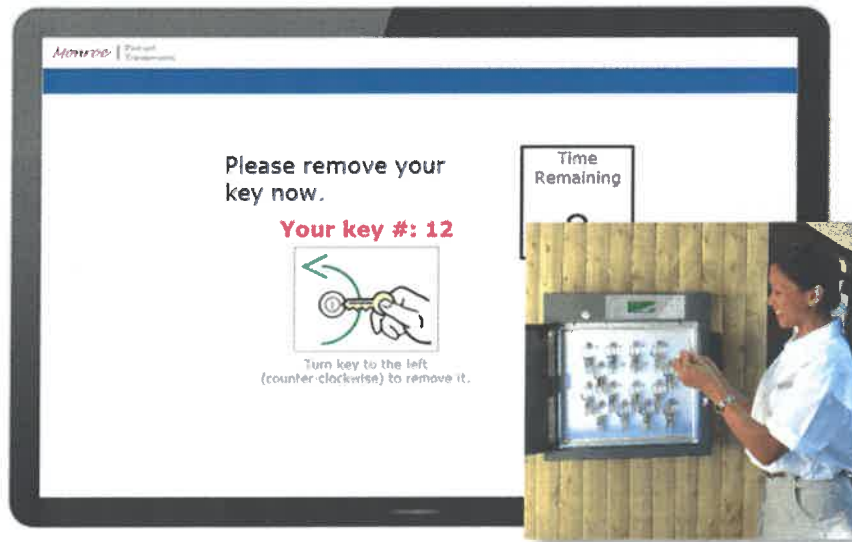 Monroe
Please remove your
key now.
Your key #: 12
Turn key to the left
(counter-clockwise) to remove it.
Time
Remaining